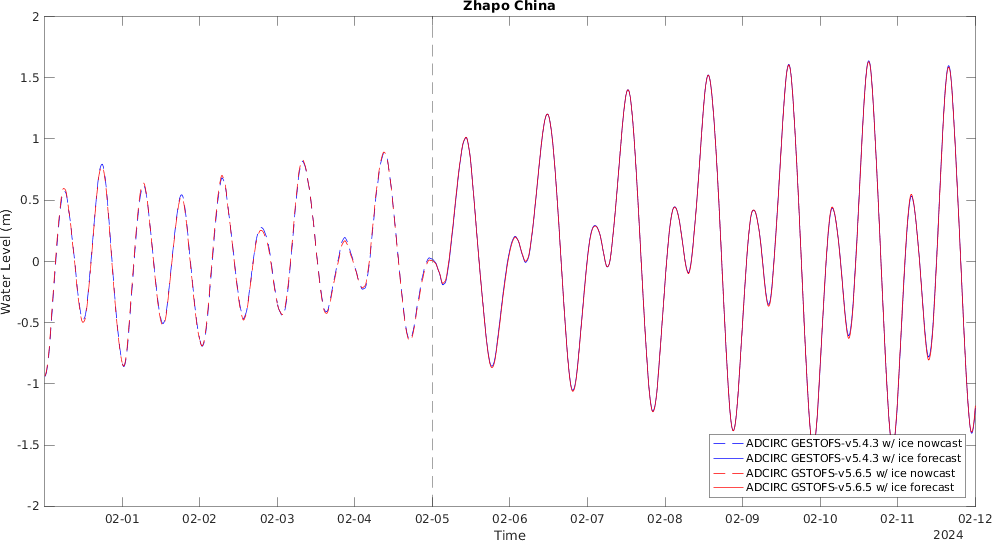 Zhapo China
2
1.5
1
0.5
0
-0.5
-1
-1.5
-2
Water Level (m)
ADCIRC GESTOFS-v5.4.3 w/ ice nowcast
ADCIRC GESTOFS-v5.4.3 w/ ice forecast
ADCIRC GSTOFS-v5.6.5 w/ ice nowcast
ADCIRC GSTOFS-v5.6.5 w/ ice forecast
02-01 02-02 02-03 02-04 02-05 02-06 02-07 02-08 02-09 02-10 02-11 02-12
Time
2024